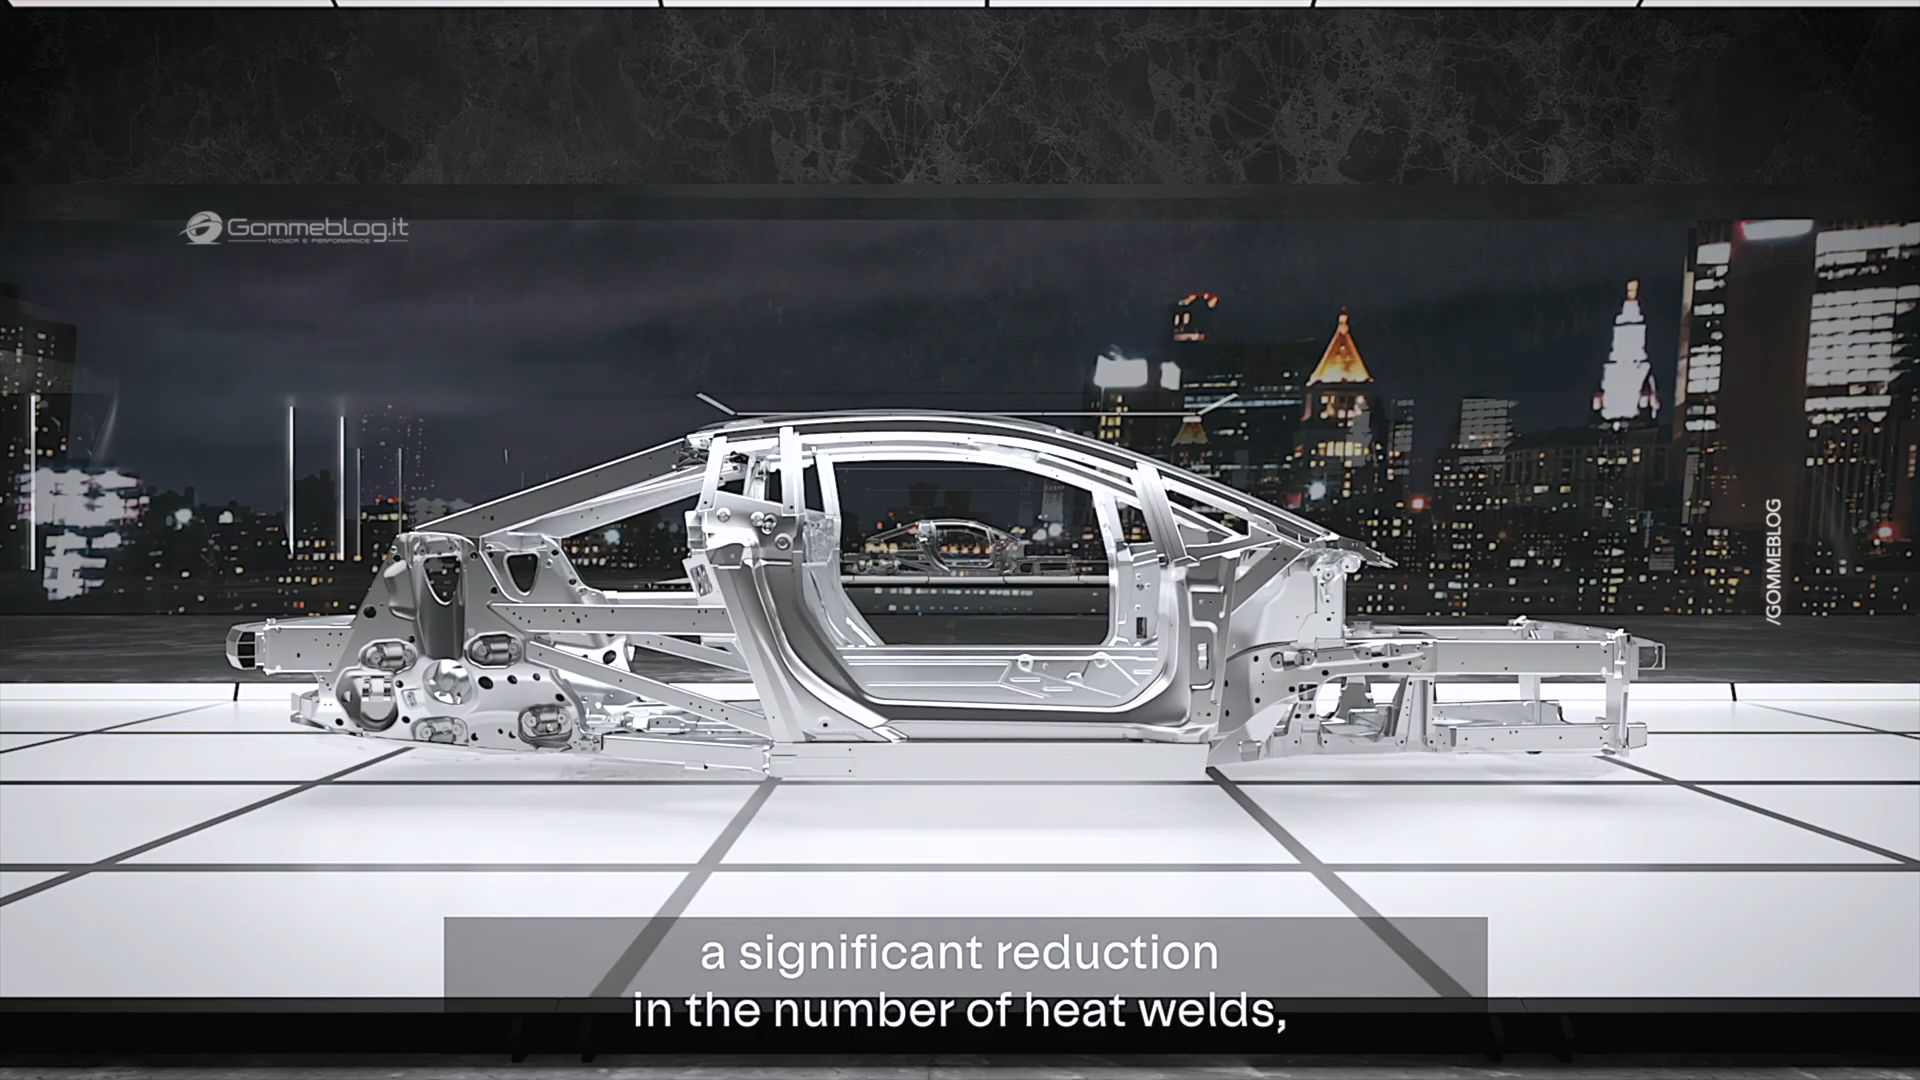 Gommeblog.it
TECNICA E PERFORMANCE
/GOMMEBLOG
a significant reduction
in the number of heat welds,